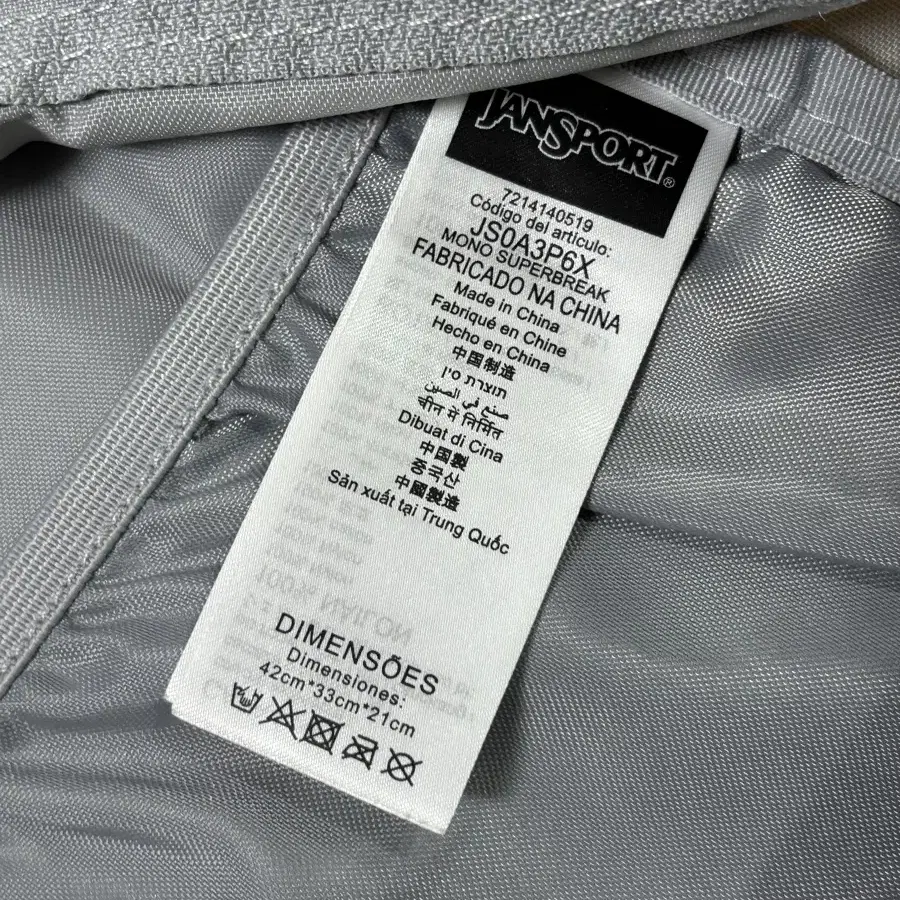 JANSPORT®
7214140519
Código del artículo:
JS0A3P6X
MONO SUPERBREAK
FABRICADO NA CHINA
Made in China
Fabriqué en Chine
Hecho en China
中国制造
תוצרת סין
صنع في الصين
चीन में निर्मित
Dibuat di Cina
中国製
중국산
中國製造
Sản xuất tại Trung Quốc
100% NAILON
DIMENSÕES
Dimensiones:
42cm*33cm*21cm